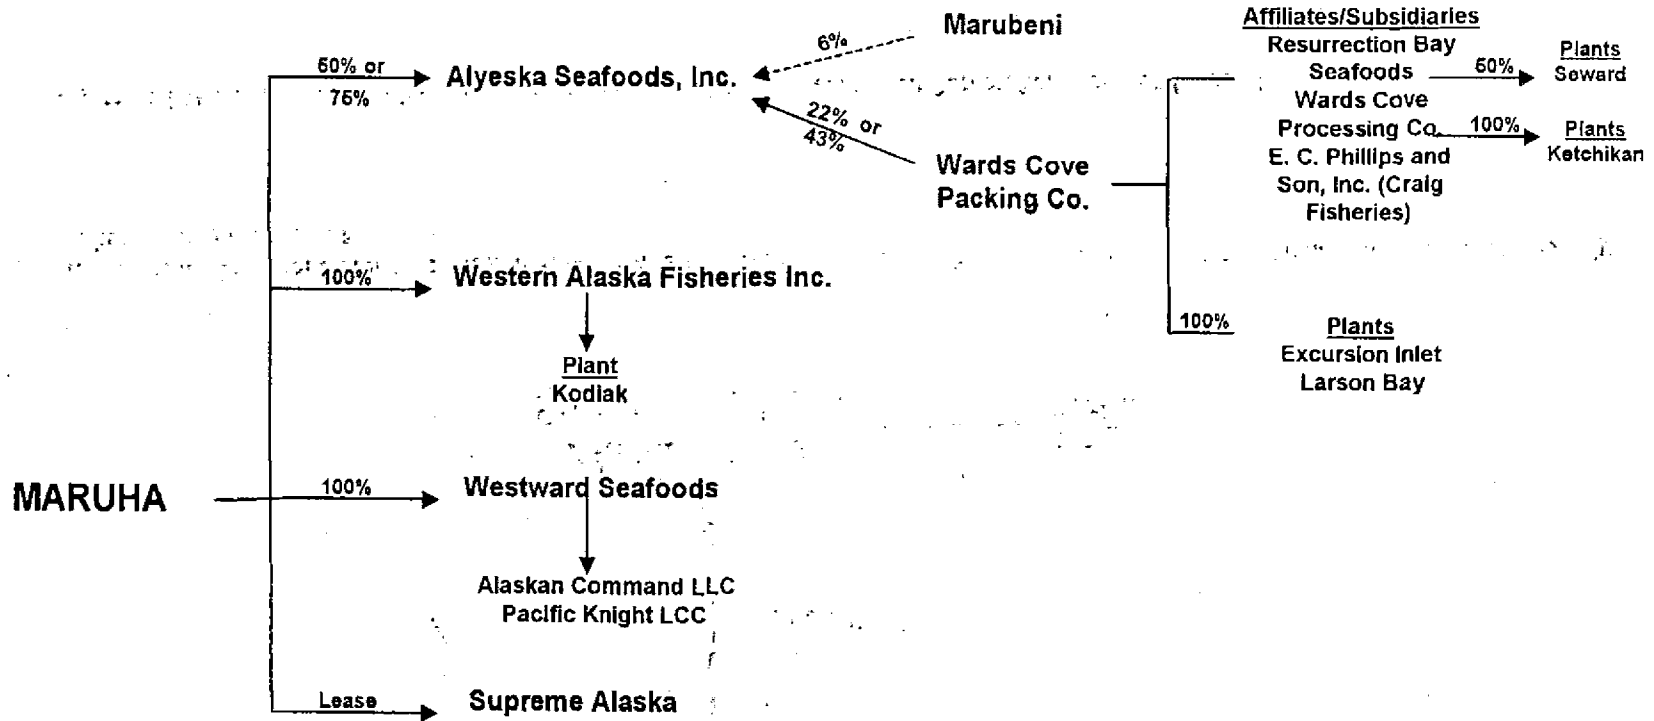 Marubeni
6%
60% or
75%
Alyeska Seafoods, Inc.
22% or
43%
Wards Cove
Packing Co.
Affiliates/Subsidiaries
Resurrection Bay
Seafoods
Wards Cove
Processing Co.
E. C. Phillips and
Son, Inc. (Craig
Fisheries)
50%
Plants
Seward
100%
Plants
Ketchikan
100%
Plants
Excursion Inlet
Larson Bay
100%
Western Alaska Fisheries Inc.
Plant
Kodiak
MARUHA
100%
Westward Seafoods
Alaskan Command LLC
Pacific Knight LCC
Lease
Supreme Alaska